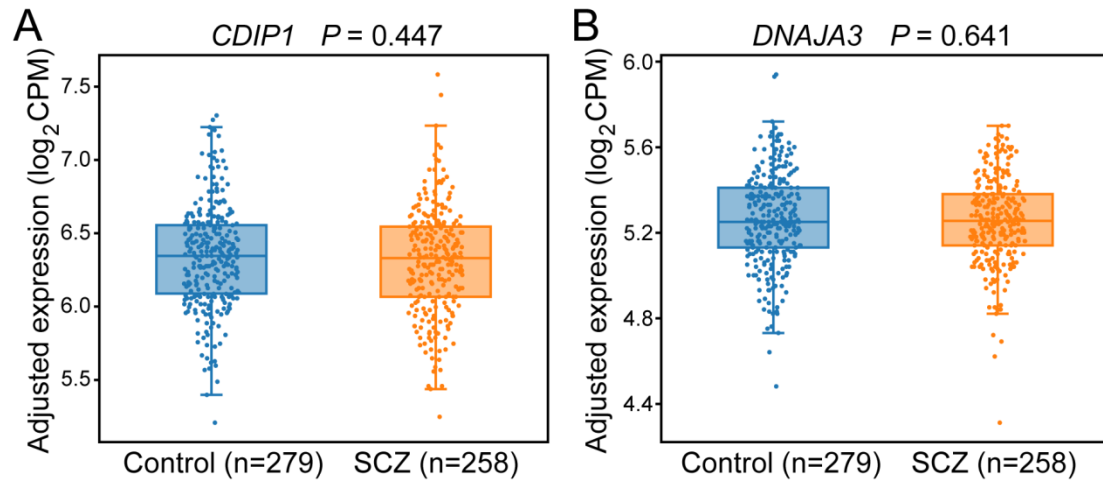 A
CDIP1 P = 0.447
Adjusted expression (log₂CPM)
7.5
7.0
6.5
6.0
5.5
Control (n=279) SCZ (n=258)
B
DNAJA3 P = 0.641
Adjusted expression (log₂CPM)
6.0
5.6
5.2
4.8
4.4
Control (n=279) SCZ (n=258)